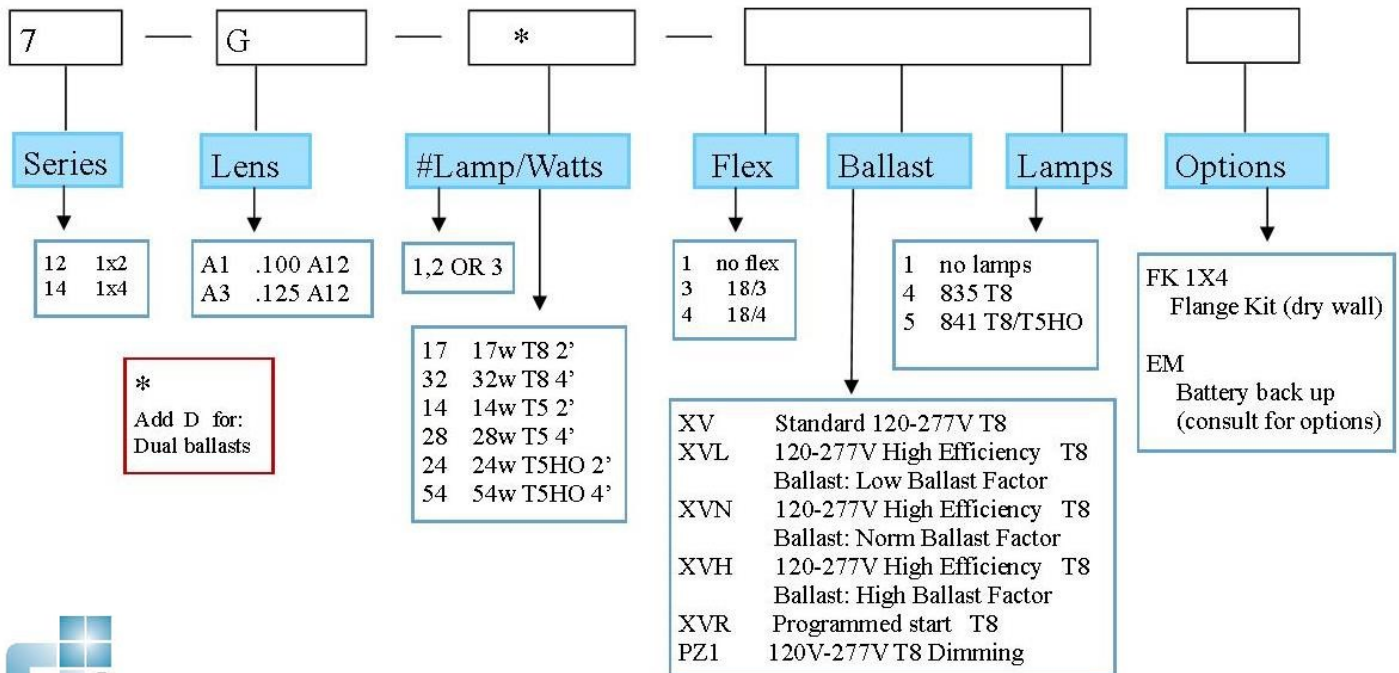 7 — G — * —
Series Lens #Lamp/Watts Flex Ballast Lamps Options
12 1x2
14 1x4
A1 .100 A12
A3 .125 A12
1,2 OR 3
1 no flex
3 18/3
4 18/4
1 no lamps
4 835 T8
5 841 T8/T5HO
FK 1X4
Flange Kit (dry wall)
EM
Battery back up
(consult for options)
*
Add D for:
Dual ballasts
17 17w T8 2’
32 32w T8 4’
14 14w T5 2’
28 28w T5 4’
24 24w T5HO 2’
54 54w T5HO 4’
XV Standard 120-277V T8
XVL 120-277V High Efficiency T8
Ballast: Low Ballast Factor
XVN 120-277V High Efficiency T8
Ballast: Norm Ballast Factor
XVH 120-277V High Efficiency T8
Ballast: High Ballast Factor
XVR Programmed start T8
PZ1 120V-277V T8 Dimming